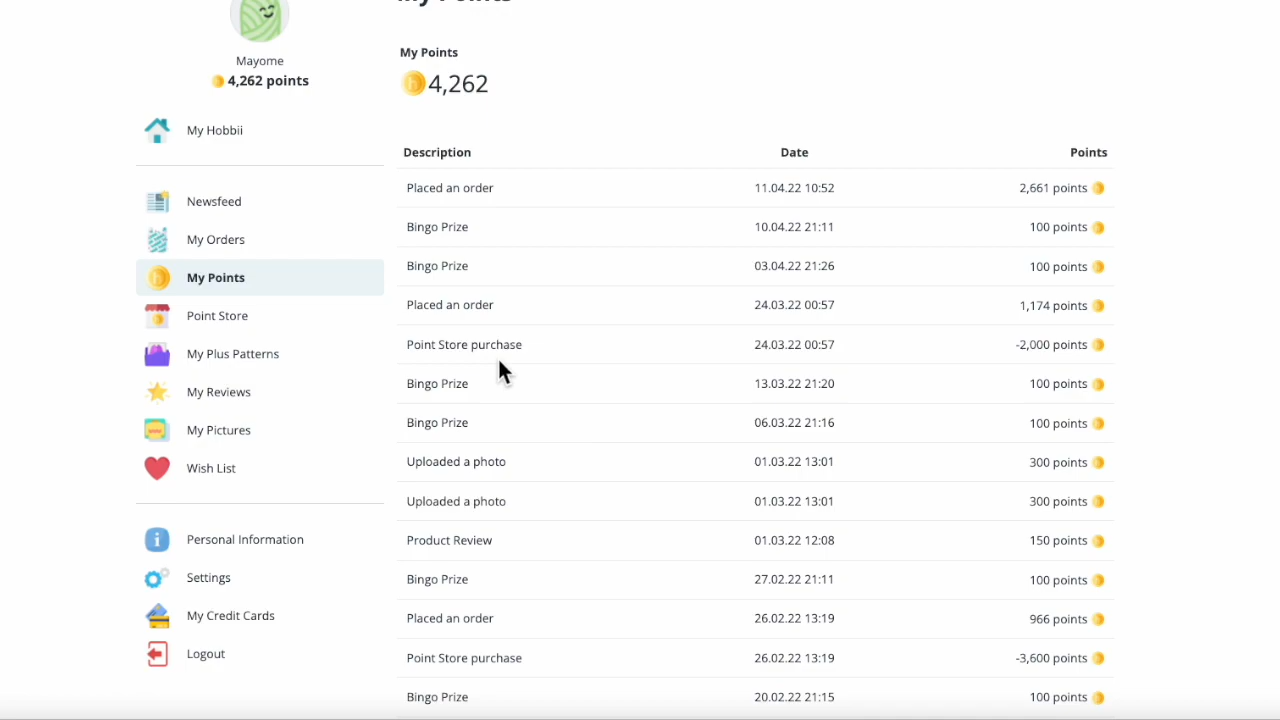 My Points
Mayome
4,262 points
My Hobbii
Newsfeed
My Orders
My Points
Point Store
My Plus Patterns
My Reviews
My Pictures
Wish List
Personal Information
Settings
My Credit Cards
Logout
My Points
4,262
Description Date Points
Placed an order 11.04.22 10:52 2,661 points
Bingo Prize 10.04.22 21:11 100 points
Bingo Prize 03.04.22 21:26 100 points
Placed an order 24.03.22 00:57 1,174 points
Point Store purchase 24.03.22 00:57 -2,000 points
Bingo Prize 13.03.22 21:20 100 points
Bingo Prize 06.03.22 21:16 100 points
Uploaded a photo 01.03.22 13:01 300 points
Uploaded a photo 01.03.22 13:01 300 points
Product Review 01.03.22 12:08 150 points
Bingo Prize 27.02.22 21:11 100 points
Placed an order 26.02.22 13:19 966 points
Point Store purchase 26.02.22 13:19 -3,600 points
Bingo Prize 20.02.22 21:15 100 points